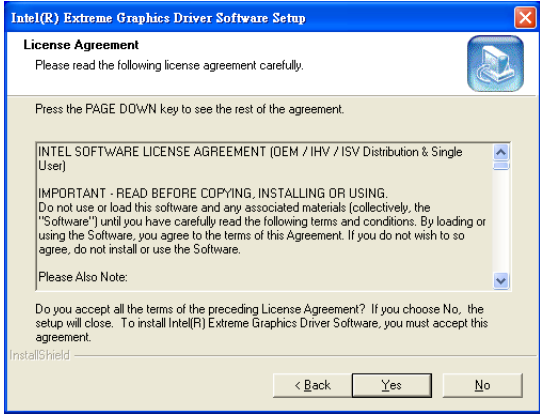 Intel(R) Extreme Graphics Driver Software Setup
License Agreement
Please read the following license agreement carefully.
Press the PAGE DOWN key to see the rest of the agreement.
INTEL SOFTWARE LICENSE AGREEMENT (OEM / IHV / ISV Distribution & Single
User)
IMPORTANT - READ BEFORE COPYING, INSTALLING OR USING.
Do not use or load this software and any associated materials (collectively, the
"Software") until you have carefully read the following terms and conditions. By loading or
using the Software, you agree to the terms of this Agreement. If you do not wish to so
agree, do not install or use the Software.
Please Also Note:
Do you accept all the terms of the preceding License Agreement? If you choose No, the
setup will close. To install Intel(R) Extreme Graphics Driver Software, you must accept this
agreement.
InstallShield
< Back Yes No